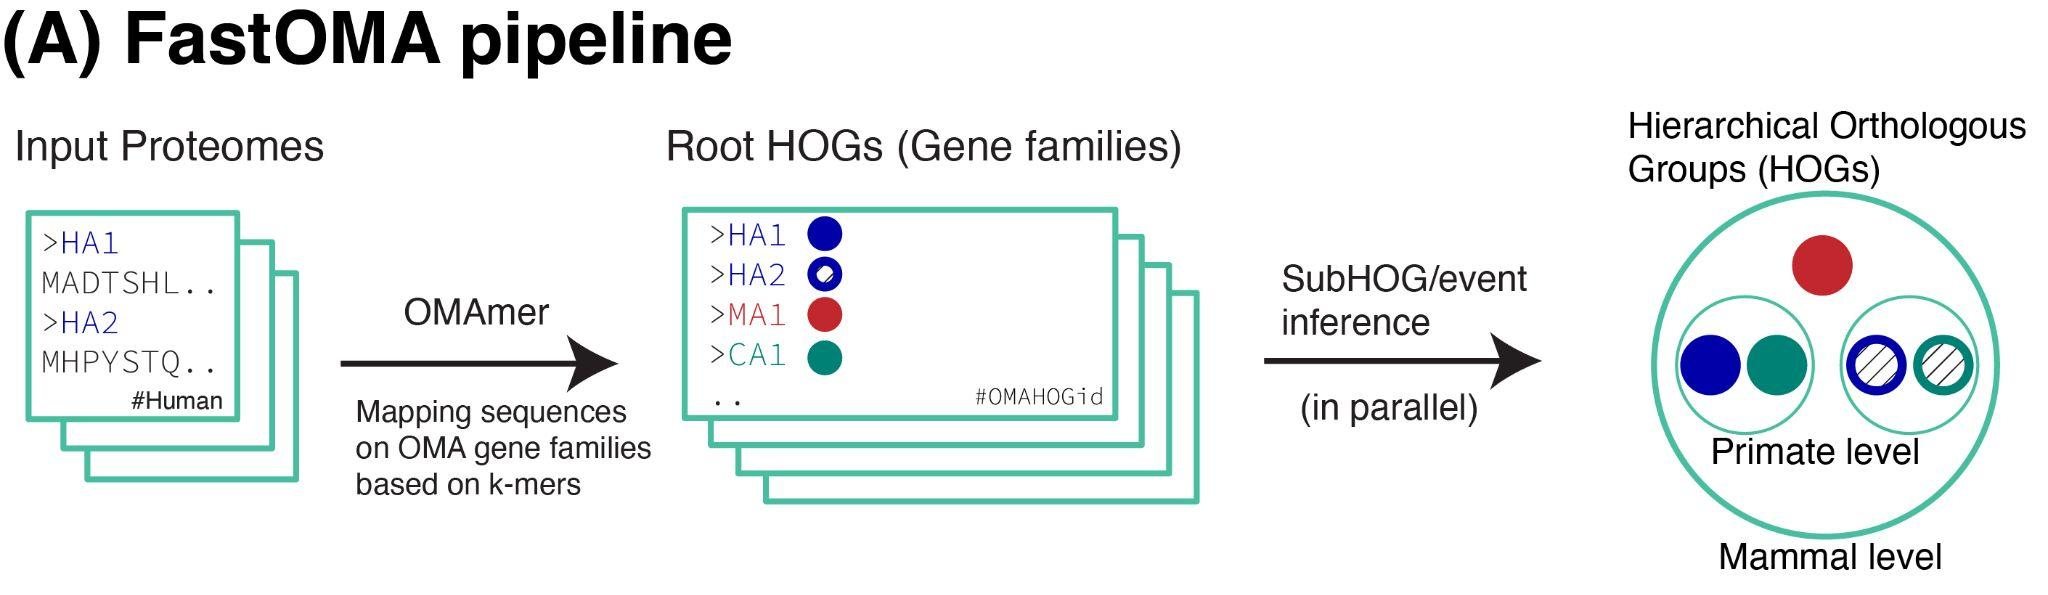 (A) FastOMA pipeline
Input Proteomes
>HA1
MADTSHL..
>HA2
MHPYSTQ..
#Human
OMAmer
Mapping sequences
on OMA gene families
based on k-mers
Root HOGs (Gene families)
>HA1
>HA2
>MA1
>CA1
..
#OMAHOGid
SubHOG/event
inference
(in parallel)
Hierarchical Orthologous
Groups (HOGs)
Primate level
Mammal level